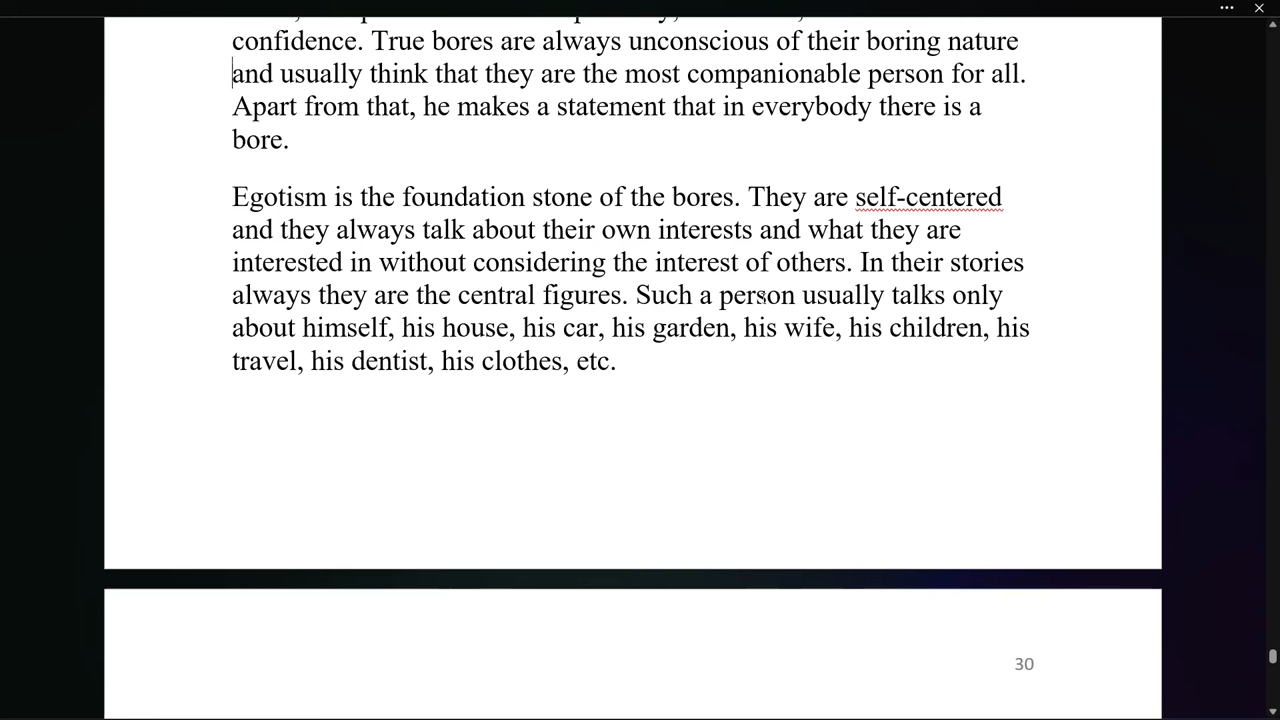 confidence. True bores are always unconscious of their boring nature
and usually think that they are the most companionable person for all.
Apart from that, he makes a statement that in everybody there is a
bore.
Egotism is the foundation stone of the bores. They are self-centered
and they always talk about their own interests and what they are
interested in without considering the interest of others. In their stories
always they are the central figures. Such a person usually talks only
about himself, his house, his car, his garden, his wife, his children, his
travel, his dentist, his clothes, etc.
30